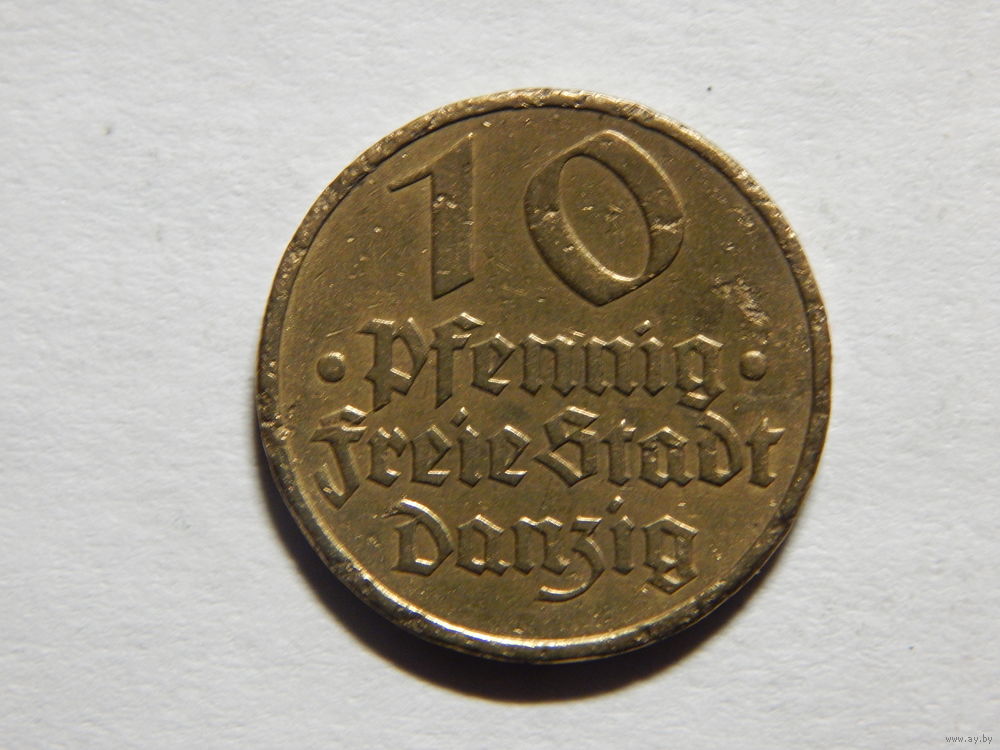 10
• Pfennig •
Freie Stadt
Danzig
www.ay.by